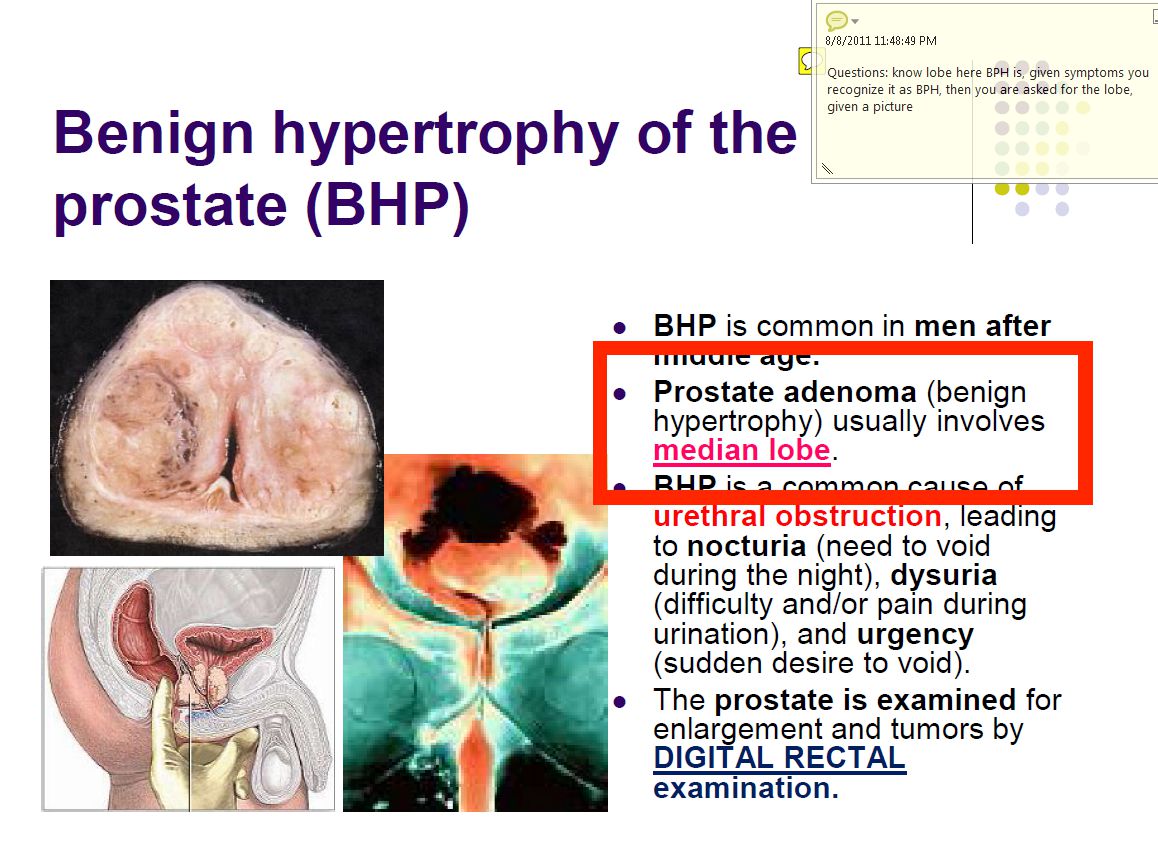 8/8/2011 11:48:49 PM
Questions: know lobe here BPH is, given symptoms you
recognize it as BPH, then you are asked for the lobe,
given a picture
Benign hypertrophy of the
prostate (BHP)
BHP is common in men after
middle age.
Prostate adenoma (benign
hypertrophy) usually involves
median lobe.
BHP is a common cause of
urethral obstruction, leading
to nocturia (need to void
during the night), dysuria
(difficulty and/or pain during
urination), and urgency
(sudden desire to void).
The prostate is examined for
enlargement and tumors by
DIGITAL RECTAL
examination.